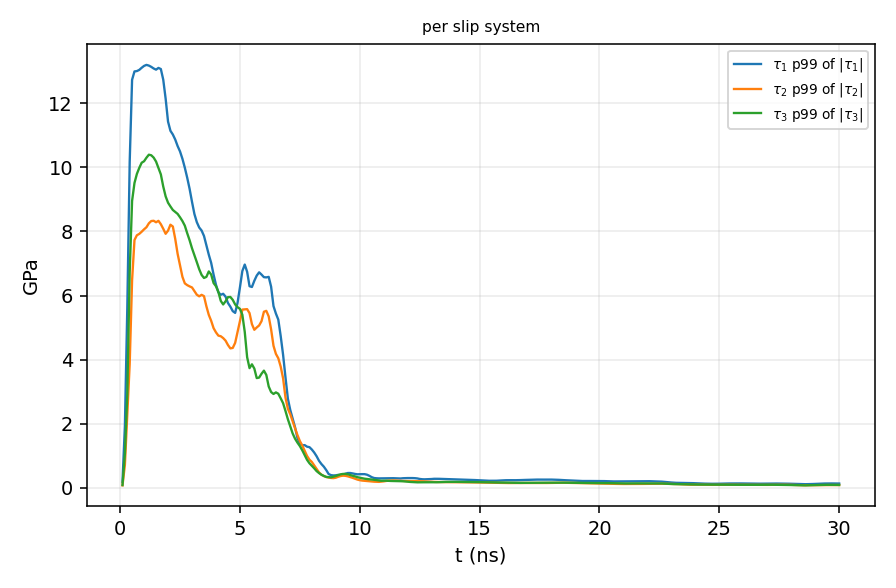 per slip system
τ₁ p99 of |τ₁|
τ₂ p99 of |τ₂|
τ₃ p99 of |τ₃|
GPa
12
10
8
6
4
2
0
0 5 10 15 20 25 30
t (ns)